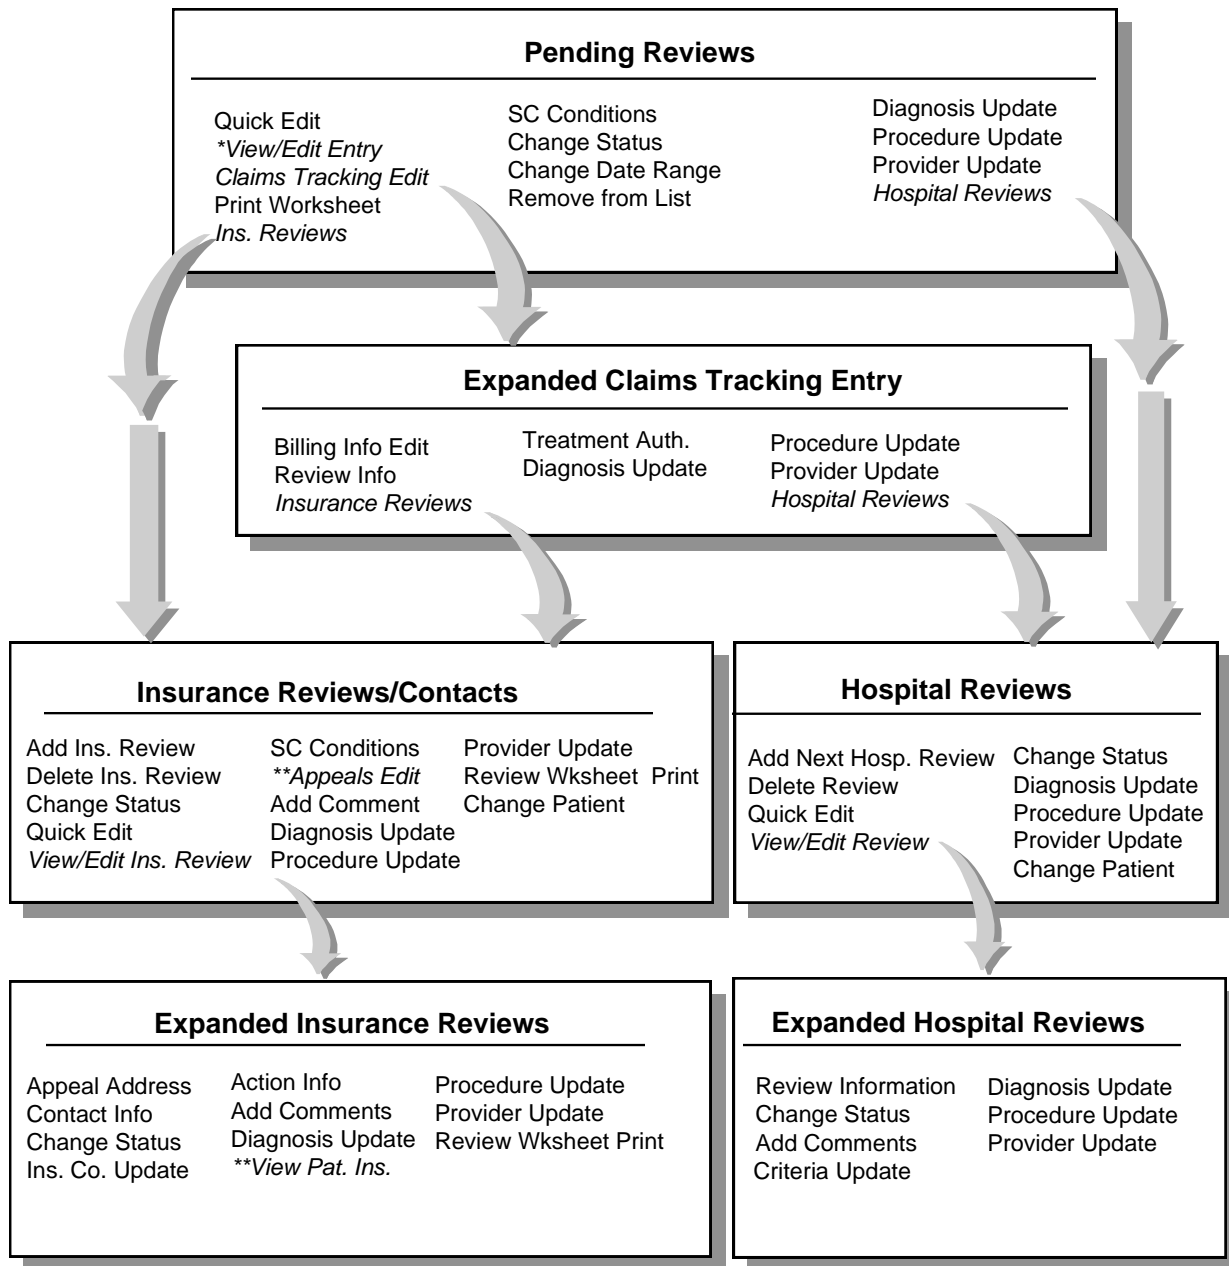 Pending Reviews
Quick Edit
*View/Edit Entry
Claims Tracking Edit
Print Worksheet
Ins. Reviews
SC Conditions
Change Status
Change Date Range
Remove from List
Diagnosis Update
Procedure Update
Provider Update
Hospital Reviews
Expanded Claims Tracking Entry
Billing Info Edit
Review Info
Insurance Reviews
Treatment Auth.
Diagnosis Update
Procedure Update
Provider Update
Hospital Reviews
Insurance Reviews/Contacts
Add Ins. Review
Delete Ins. Review
Change Status
Quick Edit
View/Edit Ins. Review
SC Conditions
**Appeals Edit
Add Comment
Diagnosis Update
Procedure Update
Provider Update
Review Wksheet Print
Change Patient
Hospital Reviews
Add Next Hosp. Review
Delete Review
Quick Edit
View/Edit Review
Change Status
Diagnosis Update
Procedure Update
Provider Update
Change Patient
Expanded Insurance Reviews
Appeal Address
Contact Info
Change Status
Ins. Co. Update
Action Info
Add Comments
Diagnosis Update
**View Pat. Ins.
Procedure Update
Provider Update
Review Wksheet Print
Expanded Hospital Reviews
Review Information
Change Status
Add Comments
Criteria Update
Diagnosis Update
Procedure Update
Provider Update